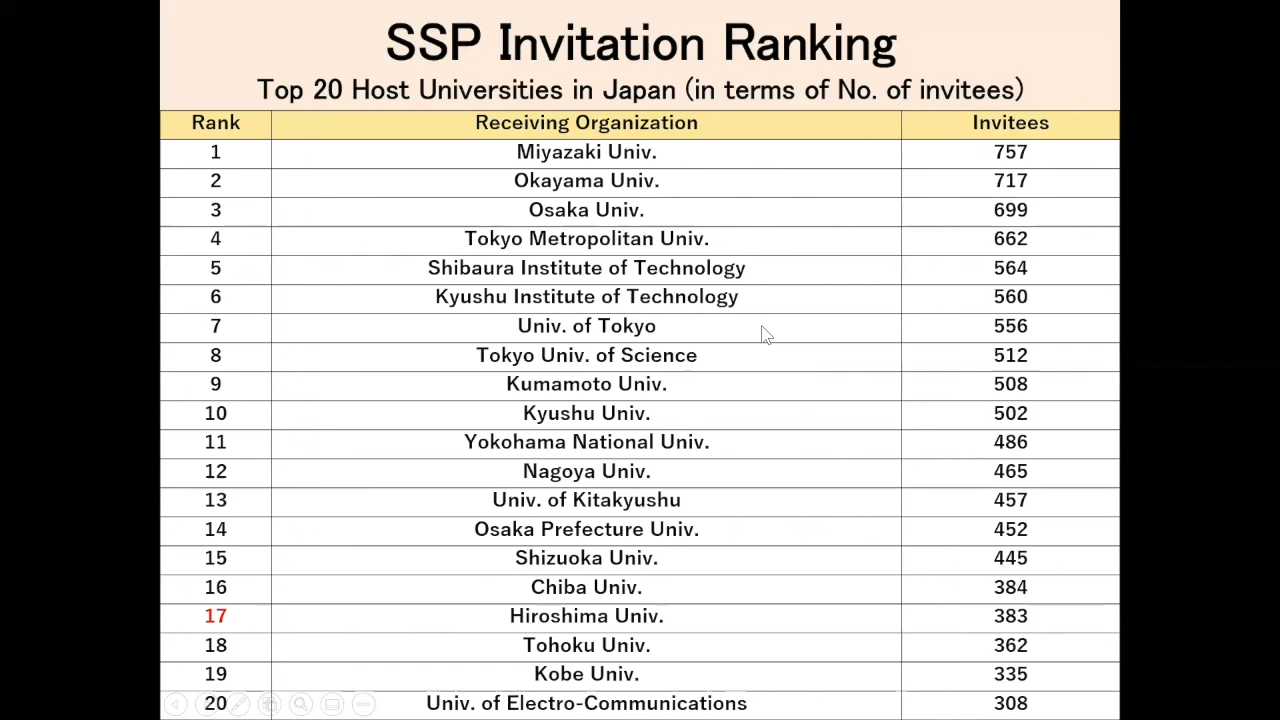 SSP Invitation Ranking
Top 20 Host Universities in Japan (in terms of No. of invitees)
Rank Receiving Organization Invitees
1 Miyazaki Univ. 757
2 Okayama Univ. 717
3 Osaka Univ. 699
4 Tokyo Metropolitan Univ. 662
5 Shibaura Institute of Technology 564
6 Kyushu Institute of Technology 560
7 Univ. of Tokyo 556
8 Tokyo Univ. of Science 512
9 Kumamoto Univ. 508
10 Kyushu Univ. 502
11 Yokohama National Univ. 486
12 Nagoya Univ. 465
13 Univ. of Kitakyushu 457
14 Osaka Prefecture Univ. 452
15 Shizuoka Univ. 445
16 Chiba Univ. 384
17 Hiroshima Univ. 383
18 Tohoku Univ. 362
19 Kobe Univ. 335
20 Univ. of Electro-Communications 308